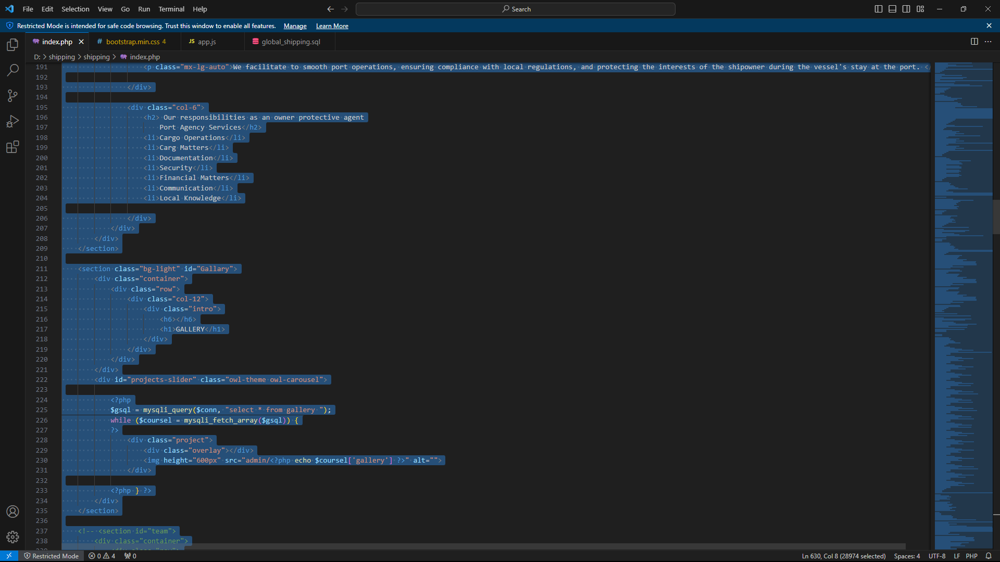 File Edit Selection View Go Run Terminal Help Search
Restricted Mode is intended for safe code browsing. Trust this window to enable all features. Manage Learn More
index.php # bootstrap.min.css 4 JS app.js global_shipping.sql
D: > shipping > shipping > index.php
191 <p class="mx-lg-auto">We facilitate to smooth port operations, ensuring compliance with local regulations, and protecting the interests of the shipowner during the vessel's stay at the port. </
192
193 </div>
194
195 <div class="col-6">
196 <h2> Our responsibilities as an owner protective agent
197 Port Agency Services</h2>
198 <li>Cargo Operations</li>
199 <li>Carg Matters</li>
200 <li>Documentation</li>
201 <li>Security</li>
202 <li>Financial Matters</li>
203 <li>Communication</li>
204 <li>Local Knowledge</li>
205
206 </div>
207 </div>
208 </div>
209 </section>
210
211 <section class="bg-light" id="Gallary">
212 <div class="container">
213 <div class="row">
214 <div class="col-12">
215 <div class="intro">
216 <h6></h6>
217 <h1>GALLERY</h1>
218 </div>
219 </div>
220 </div>
221 </div>
222 <div id="projects-slider" class="owl-theme owl-carousel">
223
224 <?php
225 $gsql = mysqli_query($conn, "select * from gallery ");
226 while ($coursel = mysqli_fetch_array($gsql)) {
227 ?>
228 <div class="project">
229 <div class="overlay"></div>
230 <img height="600px" src="admin/<?php echo $coursel['gallery'] ?>" alt="">
231 </div>
232
233 <?php } ?>
234 </div>
235 </section>
236
237 <!-- <section id="team">
238 <div class="container">
239 <div class="row">
Restricted Mode 0 4 0 Ln 630, Col 8 (28974 selected) Spaces: 4 UTF-8 LF PHP